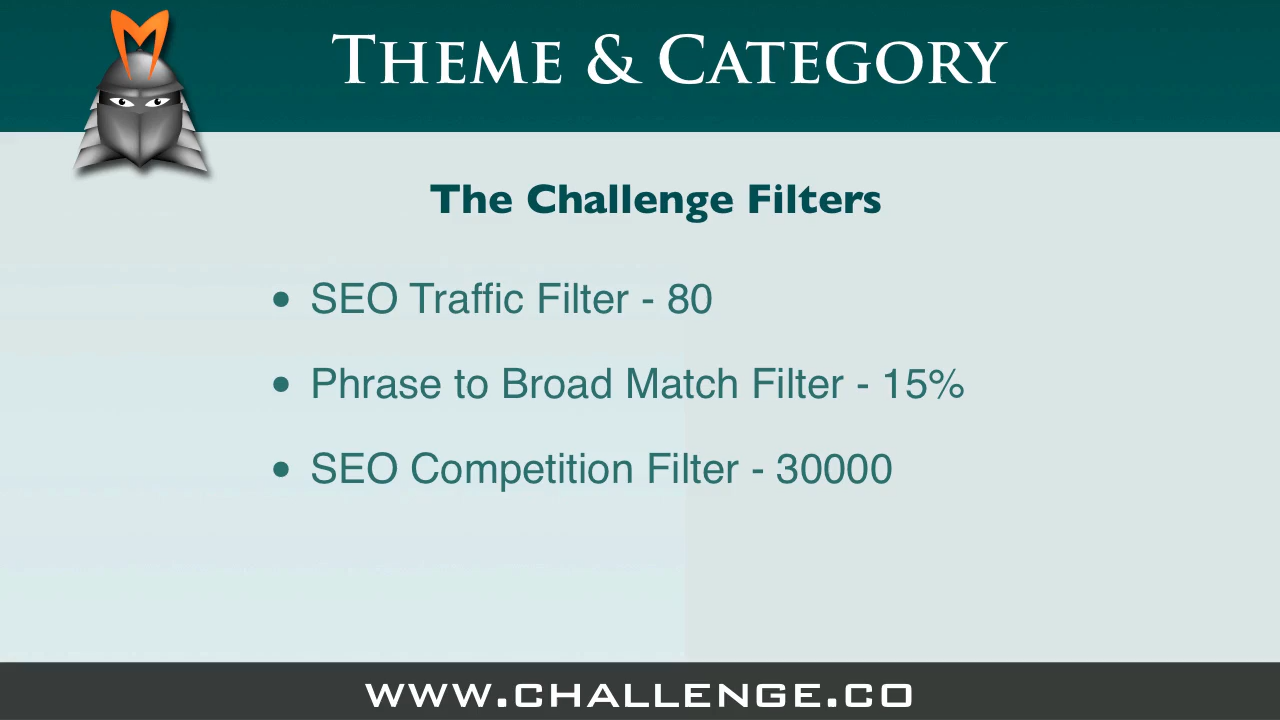 THEME & CATEGORY
The Challenge Filters
• SEO Traffic Filter - 80
• Phrase to Broad Match Filter - 15%
• SEO Competition Filter - 30000
WWW.CHALLENGE.CO